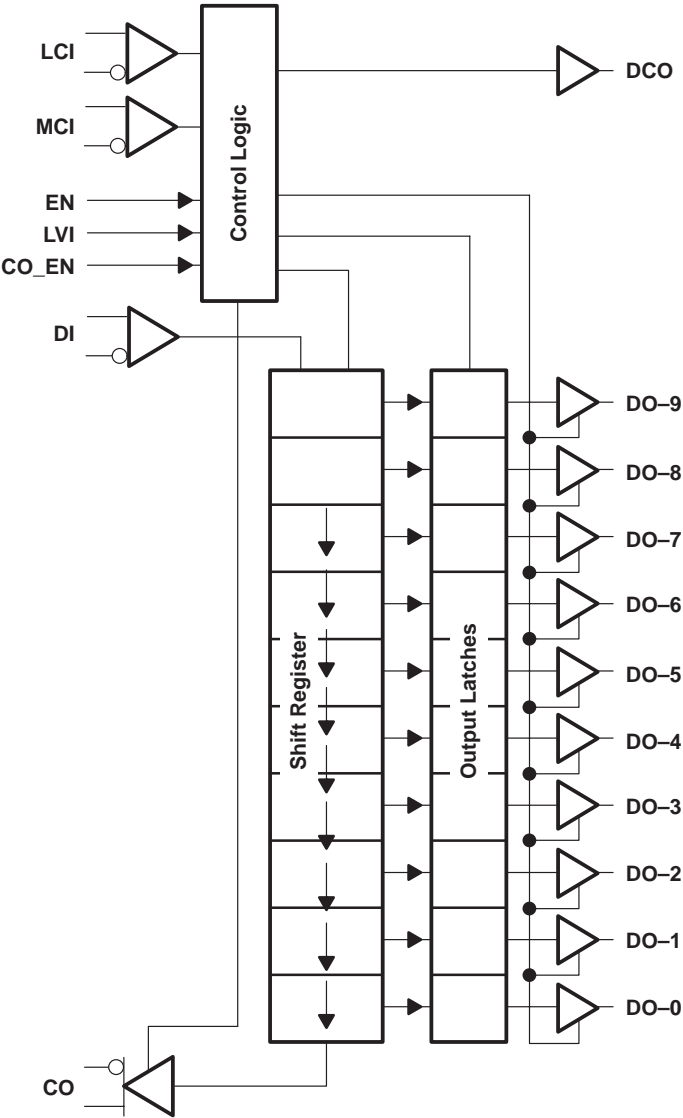 LCI
DCO
MCI
Control Logic
EN
LVI
CO_EN
DI
DO–9
DO–8
DO–7
DO–6
Shift Register
Output Latches
DO–5
DO–4
DO–3
DO–2
DO–1
DO–0
CO